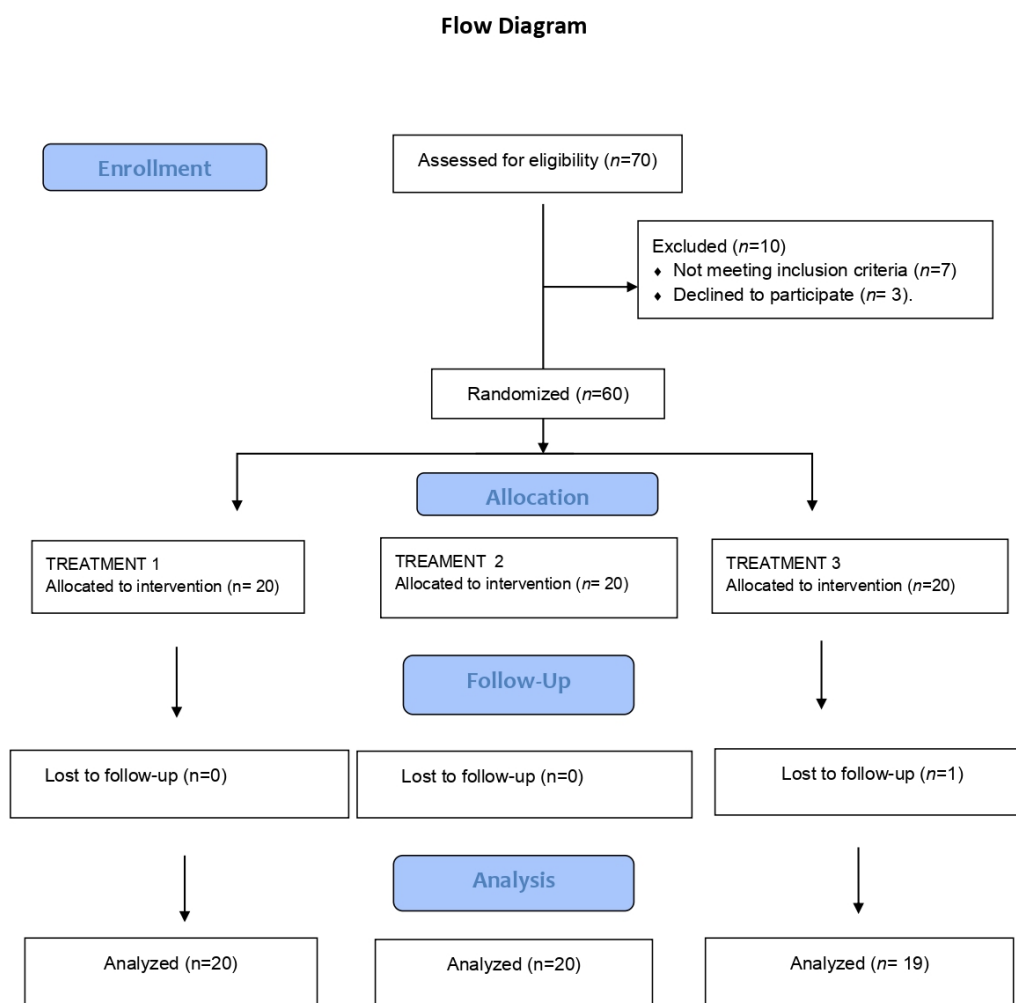 Flow Diagram
Enrollment
Assessed for eligibility (n=70)
Excluded (n=10)
♦ Not meeting inclusion criteria (n=7)
♦ Declined to participate (n= 3).
Randomized (n=60)
Allocation
TREATMENT 1
Allocated to intervention (n= 20)
TREAMENT 2
Allocated to intervention (n= 20)
TREATMENT 3
Allocated to intervention (n=20)
Follow-Up
Lost to follow-up (n=0)
Lost to follow-up (n=0)
Lost to follow-up (n=1)
Analysis
Analyzed (n=20)
Analyzed (n=20)
Analyzed (n= 19)